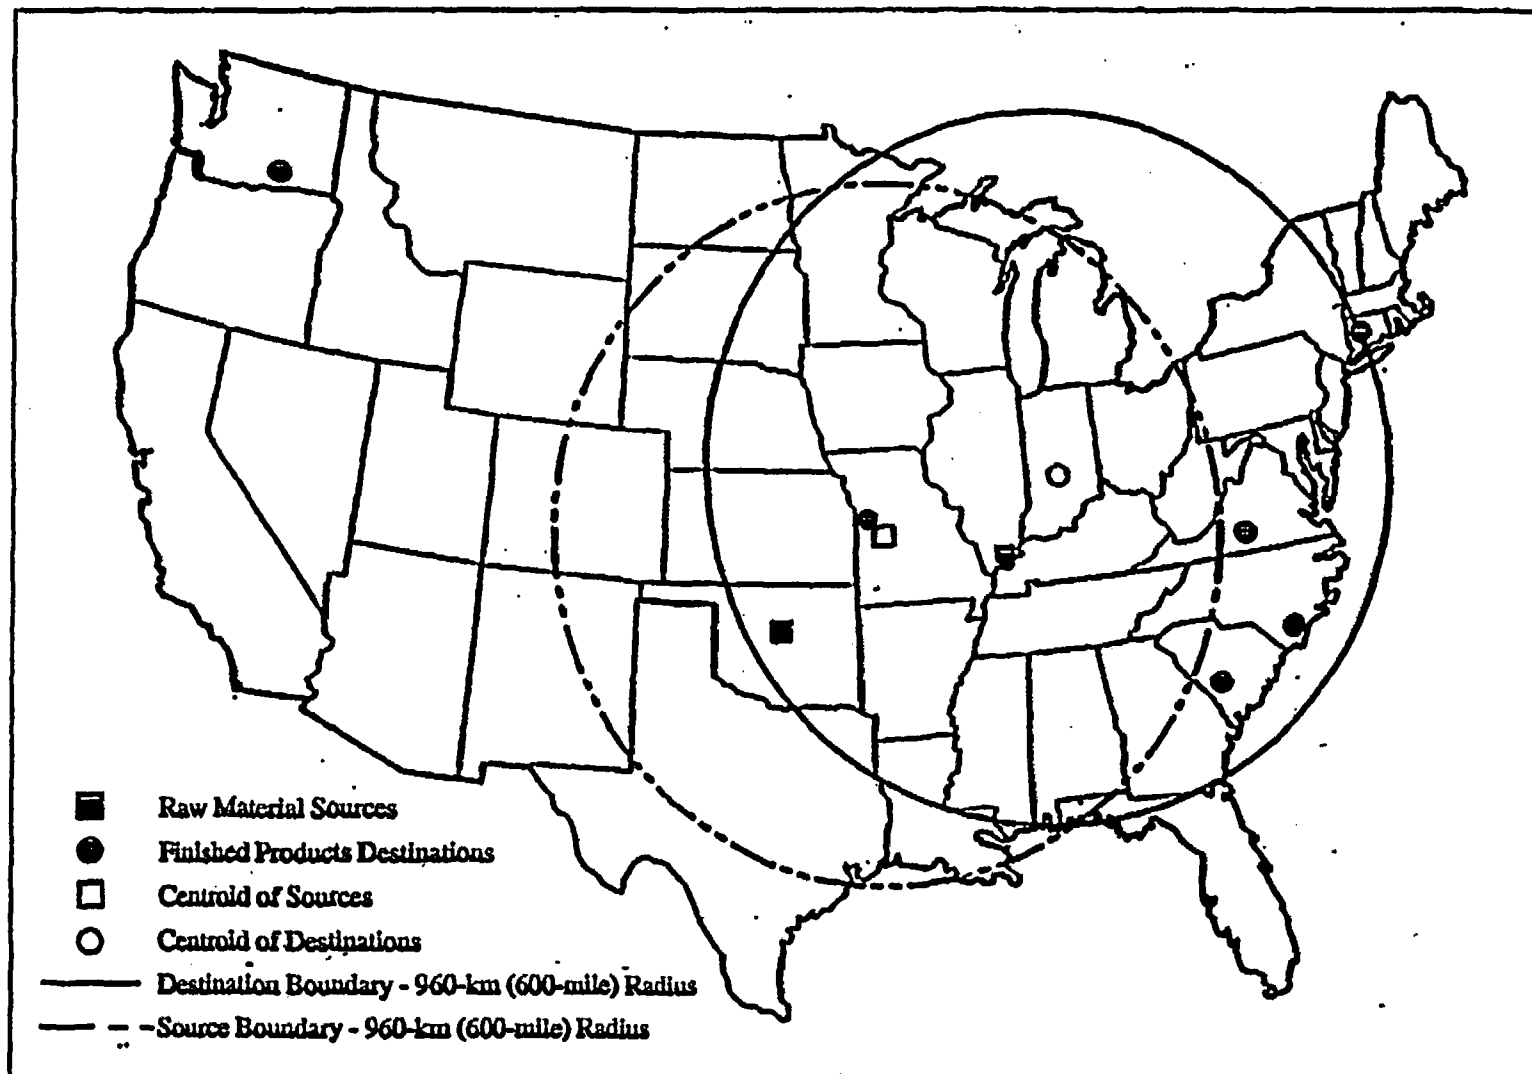 Raw Material Sources
Finished Products Destinations
Centroid of Sources
Centroid of Destinations
Destination Boundary - 960-km (600-mile) Radius
Source Boundary - 960-km (600-mile) Radius